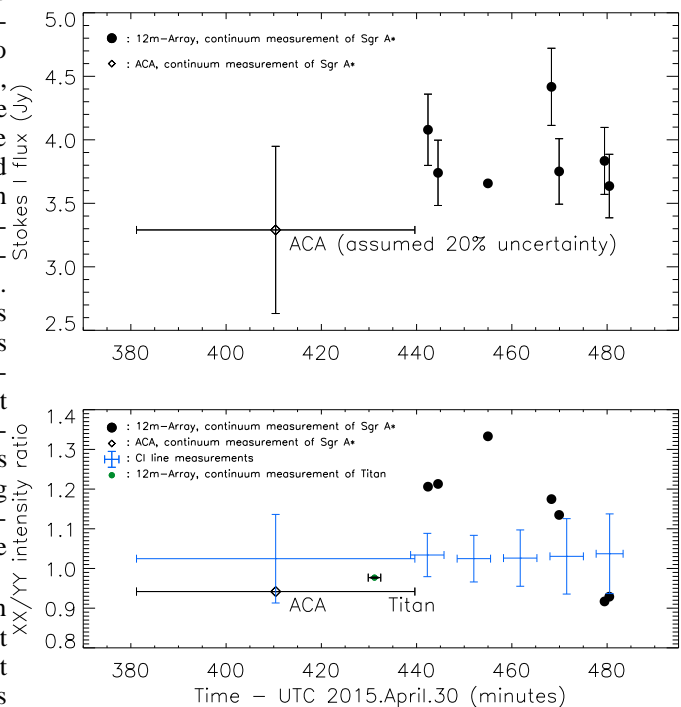 5.0
4.5
4.0
3.5
3.0
2.5
Stokes I flux (Jy)
: 12m-Array, continuum measurement of Sgr A*
: ACA, continuum measurement of Sgr A*
ACA (assumed 20% uncertainty)
380 400 420 440 460 480
1.4
1.3
1.2
1.1
1.0
0.9
0.8
XX/YY intensity ratio
: 12m-Array, continuum measurement of Sgr A*
: ACA, continuum measurement of Sgr A*
: CI line measurements
: 12m-Array, continuum measurement of Titan
ACA Titan
380 400 420 440 460 480
Time - UTC 2015.April.30 (minutes)